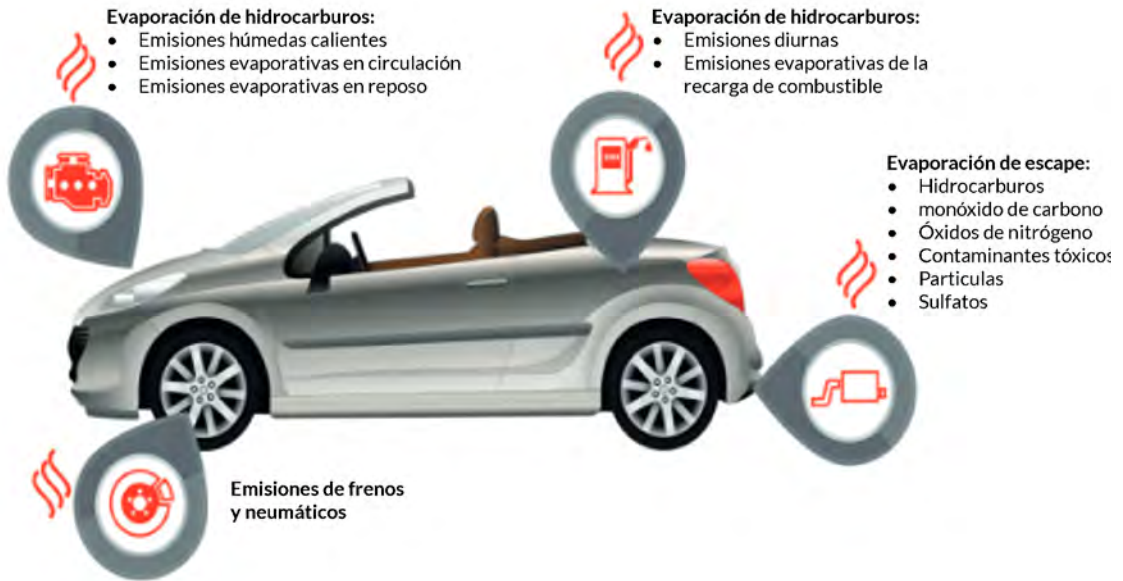 Evaporación de hidrocarburos:
• Emisiones húmedas calientes
• Emisiones evaporativas en circulación
• Emisiones evaporativas en reposo
Evaporación de hidrocarburos:
• Emisiones diurnas
• Emisiones evaporativas de la
recarga de combustible
Evaporación de escape:
• Hidrocarburos
• monóxido de carbono
• Óxidos de nitrógeno
• Contaminantes tóxicos
• Particulas
• Sulfatos
Emisiones de frenos
y neumáticos